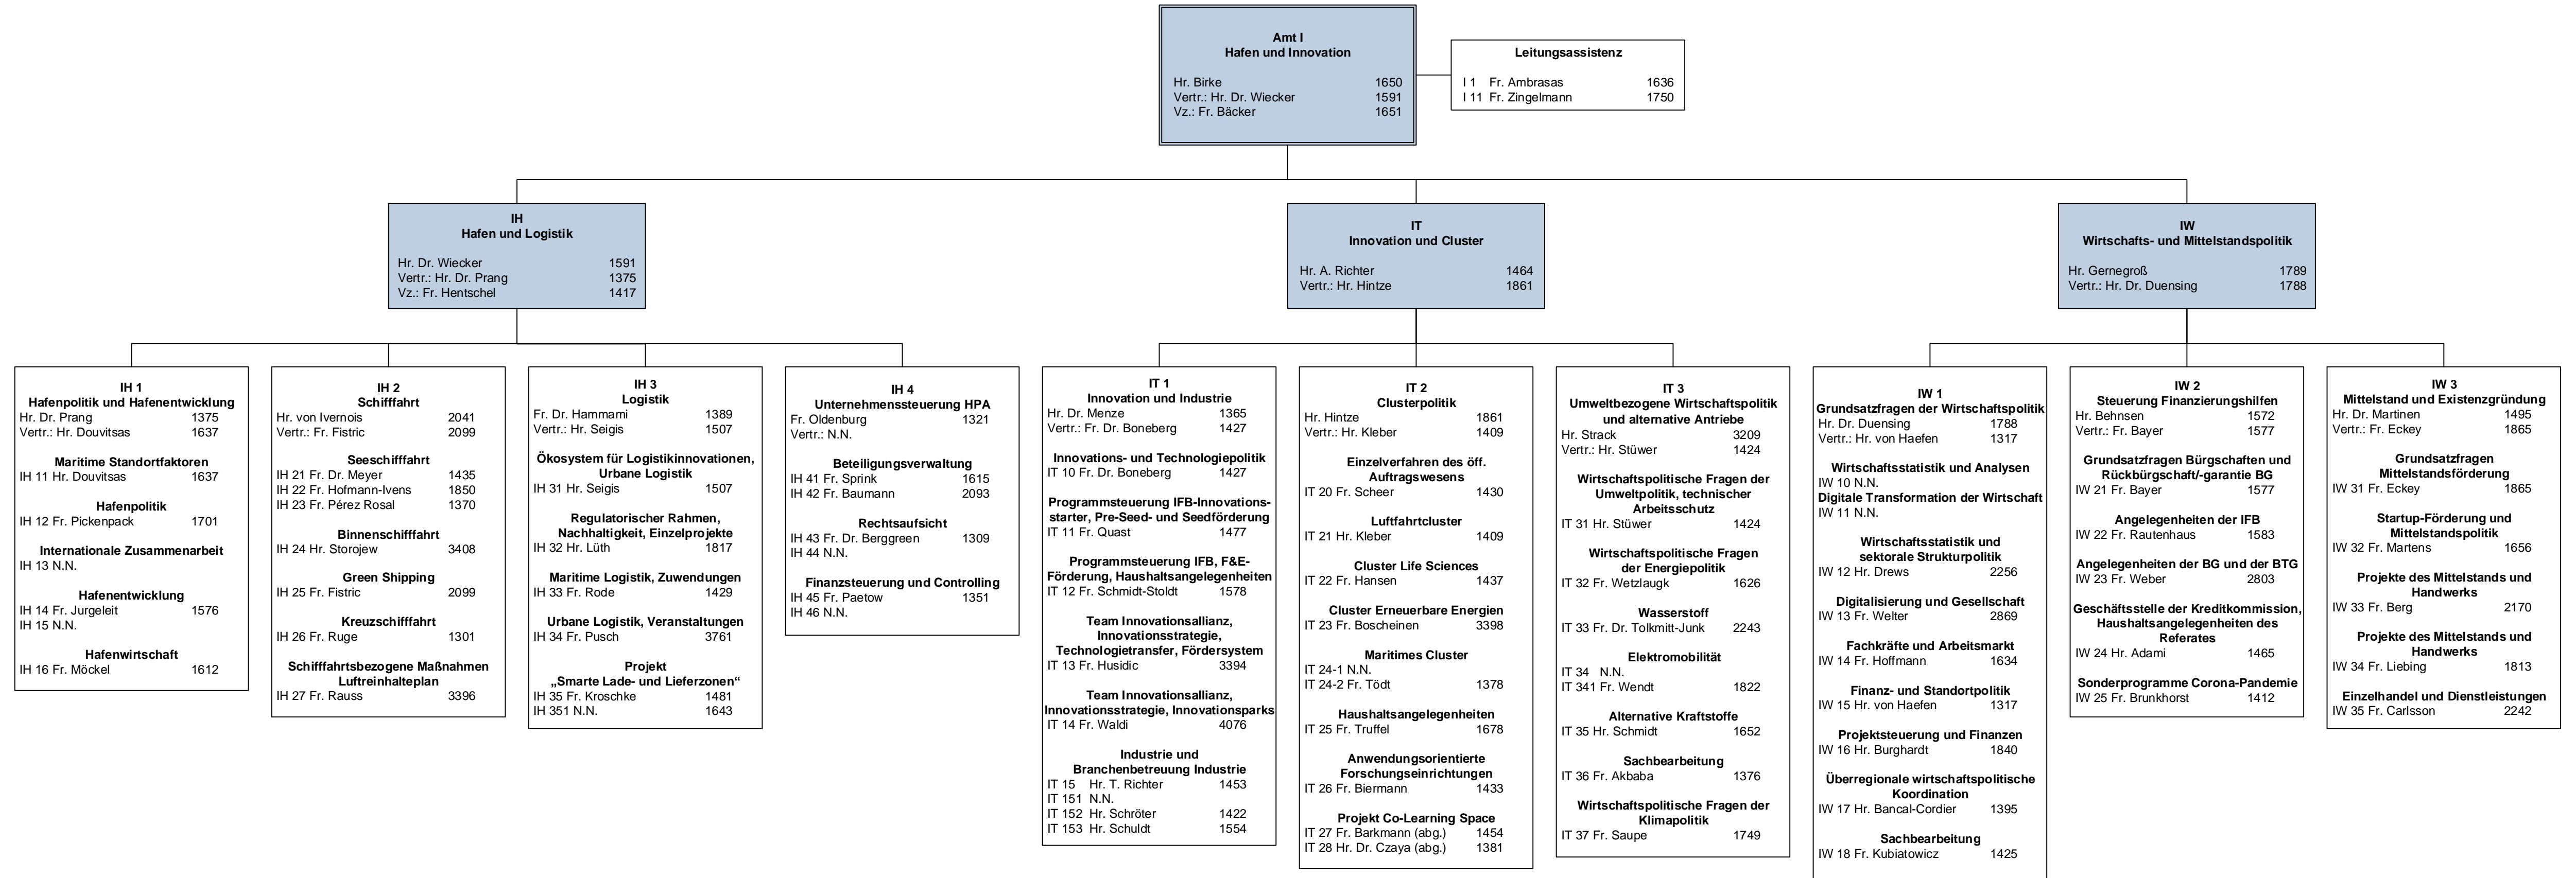 Amt I
Hafen und Innovation
Hr. Birke 1650
Vertr.: Hr. Dr. Wiecker 1591
Vz.: Fr. Bäcker 1651
Leitungsassistenz
I 1 Fr. Ambrasas 1636
I 11 Fr. Zingelmann 1750
IH
Hafen und Logistik
Hr. Dr. Wiecker 1591
Vertr.: Hr. Dr. Prang 1375
Vz.: Fr. Hentschel 1417
IT
Innovation und Cluster
Hr. A. Richter 1464
Vertr.: Hr. Hintze 1861
IW
Wirtschafts- und Mittelstandspolitik
Hr. Gernegroß 1789
Vertr.: Hr. Dr. Duensing 1788
IH 1
Hafenpolitik und Hafenentwicklung
Hr. Dr. Prang 1375
Vertr.: Hr. Douvitsas 1637
Maritime Standortfaktoren
IH 11 Hr. Douvitsas 1637
Hafenpolitik
IH 12 Fr. Pickenpack 1701
Internationale Zusammenarbeit
IH 13 N.N.
Hafenentwicklung
IH 14 Fr. Jurgeleit 1576
IH 15 N.N.
Hafenwirtschaft
IH 16 Fr. Möckel 1612
IH 2
Schifffahrt
Hr. von Ivernois 2041
Vertr.: Fr. Fistric 2099
Seeschifffahrt
IH 21 Fr. Dr. Meyer 1435
IH 22 Fr. Hofmann-Ivens 1850
IH 23 Fr. Pérez Rosal 1370
Binnenschifffahrt
IH 24 Hr. Storojew 3408
Green Shipping
IH 25 Fr. Fistric 2099
Kreuzschifffahrt
IH 26 Fr. Ruge 1301
Schifffahrtsbezogene Maßnahmen
Luftreinhalteplan
IH 27 Fr. Rauss 3396
IH 3
Logistik
Fr. Dr. Hammami 1389
Vertr.: Hr. Seigis 1507
Ökosystem für Logistikinnovationen,
Urbane Logistik
IH 31 Hr. Seigis 1507
Regulatorischer Rahmen,
Nachhaltigkeit, Einzelprojekte
IH 32 Hr. Lüth 1817
Maritime Logistik, Zuwendungen
IH 33 Fr. Rode 1429
Urbane Logistik, Veranstaltungen
IH 34 Fr. Pusch 3761
Projekt
„Smarte Lade- und Lieferzonen“
IH 35 Fr. Kroschke 1481
IH 351 N.N. 1643
IH 4
Unternehmenssteuerung HPA
Fr. Oldenburg 1321
Vertr.: N.N.
Beteiligungsverwaltung
IH 41 Fr. Sprink 1615
IH 42 Fr. Baumann 2093
Rechtsaufsicht
IH 43 Fr. Dr. Berggreen 1309
IH 44 N.N.
Finanzsteuerung und Controlling
IH 45 Fr. Paetow 1351
IH 46 N.N.
IT 1
Innovation und Industrie
Hr. Dr. Menze 1365
Vertr.: Fr. Dr. Boneberg 1427
Innovations- und Technologiepolitik
IT 10 Fr. Dr. Boneberg 1427
Programmsteuerung IFB-Innovations-
starter, Pre-Seed- und Seedförderung
IT 11 Fr. Quast 1477
Programmsteuerung IFB, F&E-
Förderung, Haushaltsangelegenheiten
IT 12 Fr. Schmidt-Stoldt 1578
Team Innovationsallianz,
Innovationsstrategie,
Technologietransfer, Fördersystem
IT 13 Fr. Husidic 3394
Team Innovationsallianz,
Innovationsstrategie, Innovationsparks
IT 14 Fr. Waldi 4076
Industrie und
Branchenbetreuung Industrie
IT 15 Hr. T. Richter 1453
IT 151 N.N.
IT 152 Hr. Schröter 1422
IT 153 Hr. Schuldt 1554
IT 2
Clusterpolitik
Hr. Hintze 1861
Vertr.: Hr. Kleber 1409
Einzelverfahren des öff.
Auftragswesens
IT 20 Fr. Scheer 1430
Luftfahrtcluster
IT 21 Hr. Kleber 1409
Cluster Life Sciences
IT 22 Fr. Hansen 1437
Cluster Erneuerbare Energien
IT 23 Fr. Boscheinen 3398
Maritimes Cluster
IT 24-1 N.N.
IT 24-2 Fr. Tödt 1378
Haushaltsangelegenheiten
IT 25 Fr. Truffel 1678
Anwendungsorientierte
Forschungseinrichtungen
IT 26 Fr. Biermann 1433
Projekt Co-Learning Space
IT 27 Fr. Barkmann (abg.) 1454
IT 28 Hr. Dr. Czaya (abg.) 1381
IT 3
Umweltbezogene Wirtschaftspolitik
und alternative Antriebe
Hr. Strack 3209
Vertr.: Hr. Stüwer 1424
Wirtschaftspolitische Fragen der
Umweltpolitik, technischer
Arbeitsschutz
IT 31 Hr. Stüwer 1424
Wirtschaftspolitische Fragen
der Energiepolitik
IT 32 Fr. Wetzlaugk 1626
Wasserstoff
IT 33 Fr. Dr. Tolkmitt-Junk 2243
Elektromobilität
IT 34 N.N.
IT 341 Fr. Wendt 1822
Alternative Kraftstoffe
IT 35 Hr. Schmidt 1652
Sachbearbeitung
IT 36 Fr. Akbaba 1376
Wirtschaftspolitische Fragen der
Klimapolitik
IT 37 Fr. Saupe 1749
IW 1
Grundsatzfragen der Wirtschaftspolitik
Hr. Dr. Duensing 1788
Vertr.: Hr. von Haefen 1317
Wirtschaftsstatistik und Analysen
IW 10 N.N.
Digitale Transformation der Wirtschaft
IW 11 N.N.
Wirtschaftsstatistik und
sektorale Strukturpolitik
IW 12 Hr. Drews 2256
Digitalisierung und Gesellschaft
IW 13 Fr. Welter 2869
Fachkräfte und Arbeitsmarkt
IW 14 Fr. Hoffmann 1634
Finanz- und Standortpolitik
IW 15 Hr. von Haefen 1317
Projektsteuerung und Finanzen
IW 16 Hr. Burghardt 1840
Überregionale wirtschaftspolitische
Koordination
IW 17 Hr. Bancal-Cordier 1395
Sachbearbeitung
IW 18 Fr. Kubiatowicz 1425
IW 2
Steuerung Finanzierungshilfen
Hr. Behnsen 1572
Vertr.: Fr. Bayer 1577
Grundsatzfragen Bürgschaften und
Rückbürgschaft/-garantie BG
IW 21 Fr. Bayer 1577
Angelegenheiten der IFB
IW 22 Fr. Rautenhaus 1583
Angelegenheiten der BG und der BTG
IW 23 Fr. Weber 2803
Geschäftsstelle der Kreditkommission,
Haushaltsangelegenheiten des
Referates
IW 24 Hr. Adami 1465
Sonderprogramme Corona-Pandemie
IW 25 Fr. Brunkhorst 1412
IW 3
Mittelstand und Existenzgründung
Hr. Dr. Martinen 1495
Vertr.: Fr. Eckey 1865
Grundsatzfragen
Mittelstandsförderung
IW 31 Fr. Eckey 1865
Startup-Förderung und
Mittelstandspolitik
IW 32 Fr. Martens 1656
Projekte des Mittelstands und
Handwerks
IW 33 Fr. Berg 2170
Projekte des Mittelstands und
Handwerks
IW 34 Fr. Liebing 1813
Einzelhandel und Dienstleistungen
IW 35 Fr. Carlsson 2242